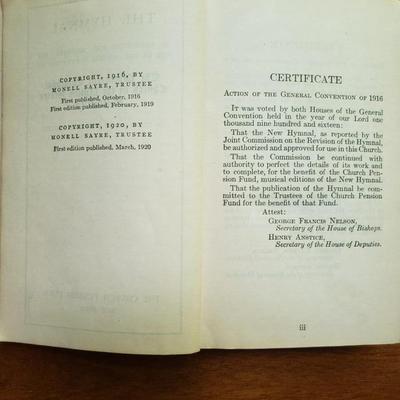 COPYRIGHT, 1916, BY
MONELL SAYRE, TRUSTEE
First published, October, 1916
First edition published, February, 1919
COPYRIGHT, 1920, BY
MONELL SAYRE, TRUSTEE
First edition published, March, 1920
CERTIFICATE
ACTION OF THE GENERAL CONVENTION OF 1916
It was voted by both Houses of the General
Convention held in the year of our Lord one
thousand nine hundred and sixteen:
That the New Hymnal, as reported by the
Joint Commission on the Revision of the Hymnal,
be authorized and approved for use in this Church.
That the Commission be continued with
authority to perfect the details of its work and
to complete, for the benefit of the Church Pen-
sion Fund, musical editions of the New Hymnal.
That the publication of the Hymnal be com-
mitted to the Trustees of the Church Pension
Fund for the benefit of that Fund.
Attest:
GEORGE FRANCIS NELSON,
Secretary of the House of Bishops.
HENRY ANSTICE,
Secretary of the House of Deputies.
iii